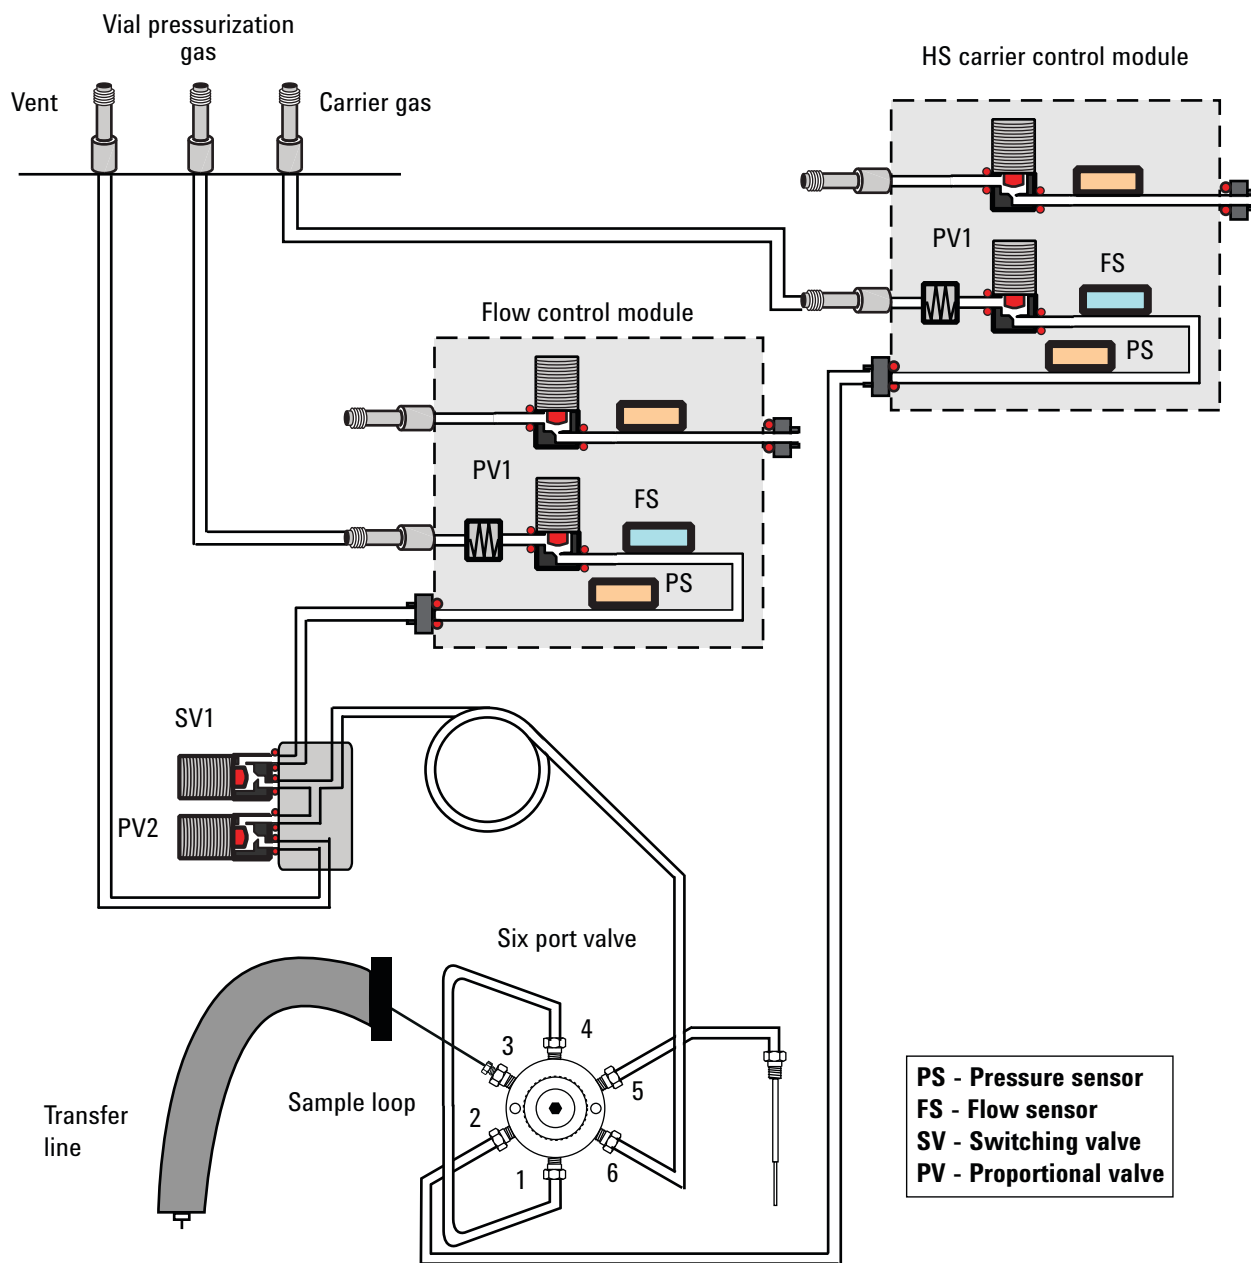 Vial pressurization
gas
Vent
Carrier gas
HS carrier control module
PV1
FS
PS
Flow control module
PV1
FS
PS
SV1
PV2
Six port valve
3
4
5
2
1
6
Sample loop
Transfer
line
PS - Pressure sensor
FS - Flow sensor
SV - Switching valve
PV - Proportional valve